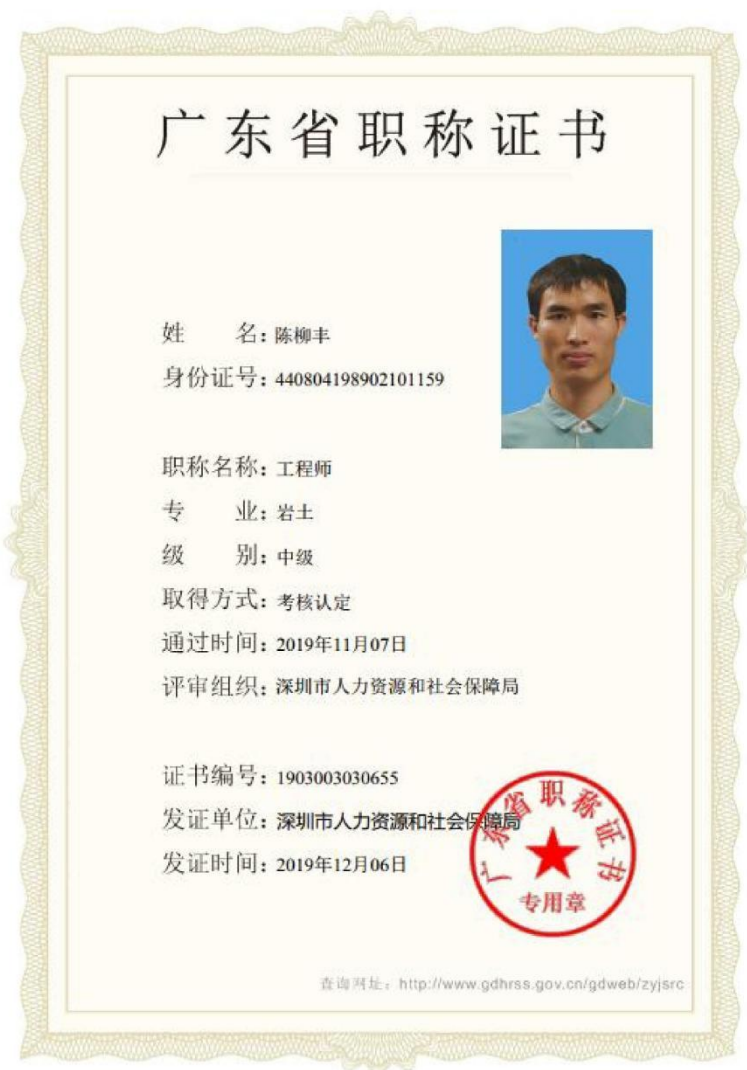 广东省职称证书
姓 名：陈柳丰
身份证号：440804198902101159
职称名称：工程师
专 业：岩土
级 别：中级
取得方式：考核认定
通过时间：2019年11月07日
评审组织：深圳市人力资源和社会保障局
证书编号：1903003030655
发证单位：深圳市人力资源和社会保障局
发证时间：2019年12月06日
广东省职称证书
专用章
查询网址：http://www.gdhrss.gov.cn/gdweb/zyjsrc